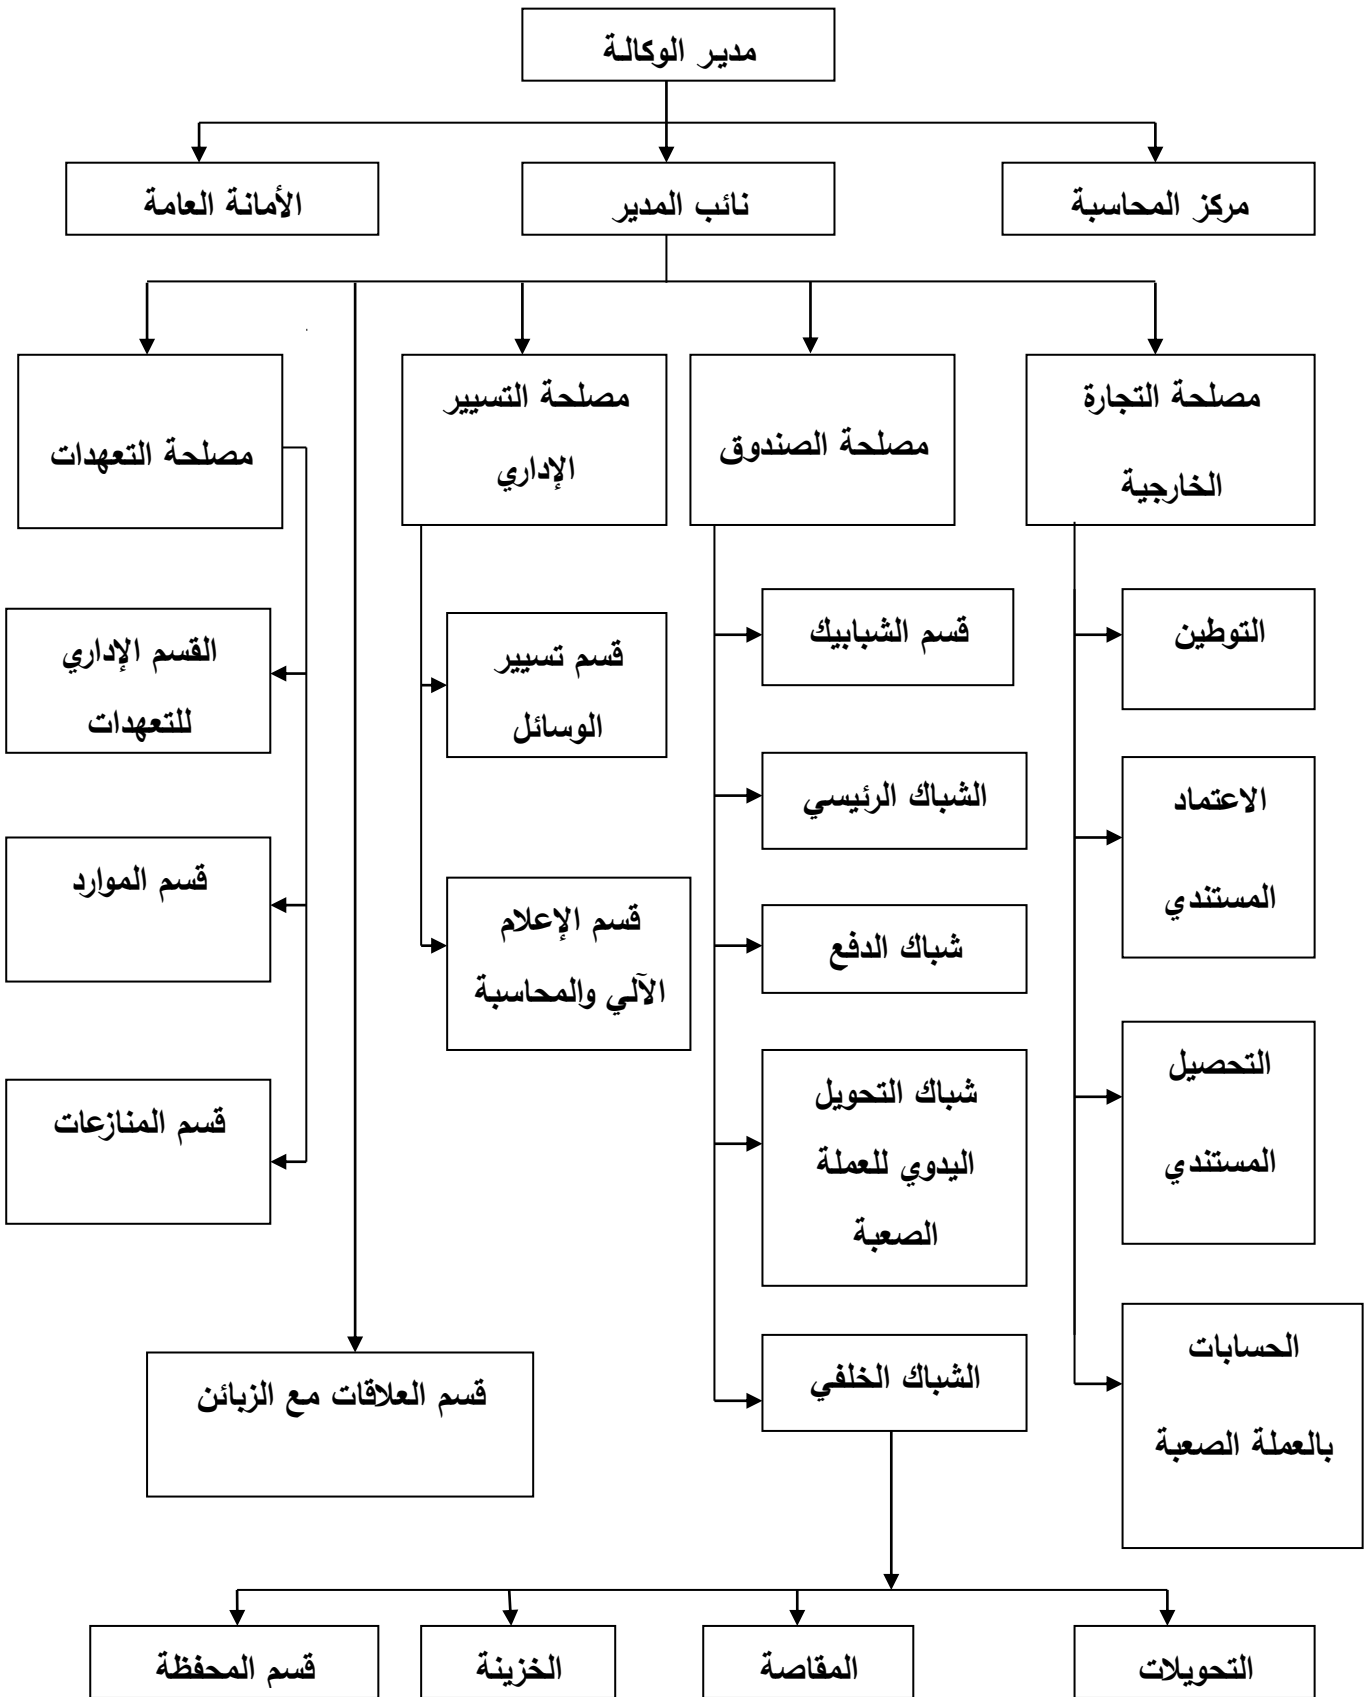 مدير الوكالة
مركز المحاسبة
نائب المدير
الأمانة العامة
مصلحة التجارة
الخارجية
مصلحة الصندوق
مصلحة التسيير
الإداري
مصلحة التعهدات
التوطين
قسم الشبابيك
قسم تسيير
الوسائل
القسم الإداري
للتعهدات
الاعتماد
المستندي
الشباك الرئيسي
قسم الإعلام
الآلي والمحاسبة
قسم الموارد
شباك الدفع
التحصيل
المستندي
شباك التحويل
اليدوي للعملة
الصعبة
قسم المنازعات
الحسابات
بالعملة الصعبة
الشباك الخلفي
قسم العلاقات مع الزبائن
التحويلات
المقاصة
الخزينة
قسم المحفظة